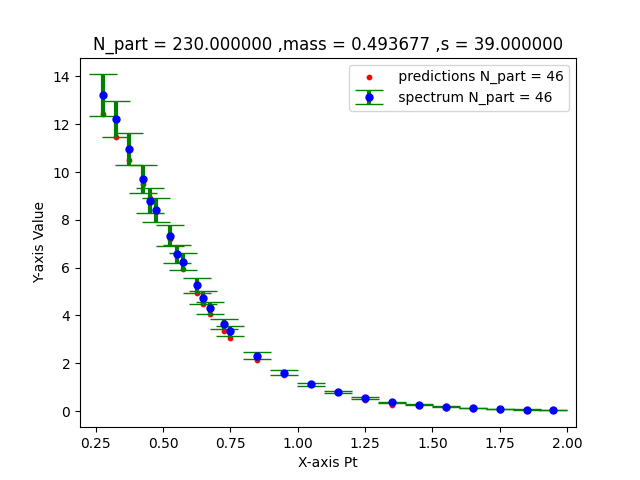 N_part = 230.000000 ,mass = 0.493677 ,s = 39.000000
predictions N_part = 46
spectrum N_part = 46
Y-axis Value
14
12
10
8
6
4
2
0
0.25 0.50 0.75 1.00 1.25 1.50 1.75 2.00
X-axis Pt